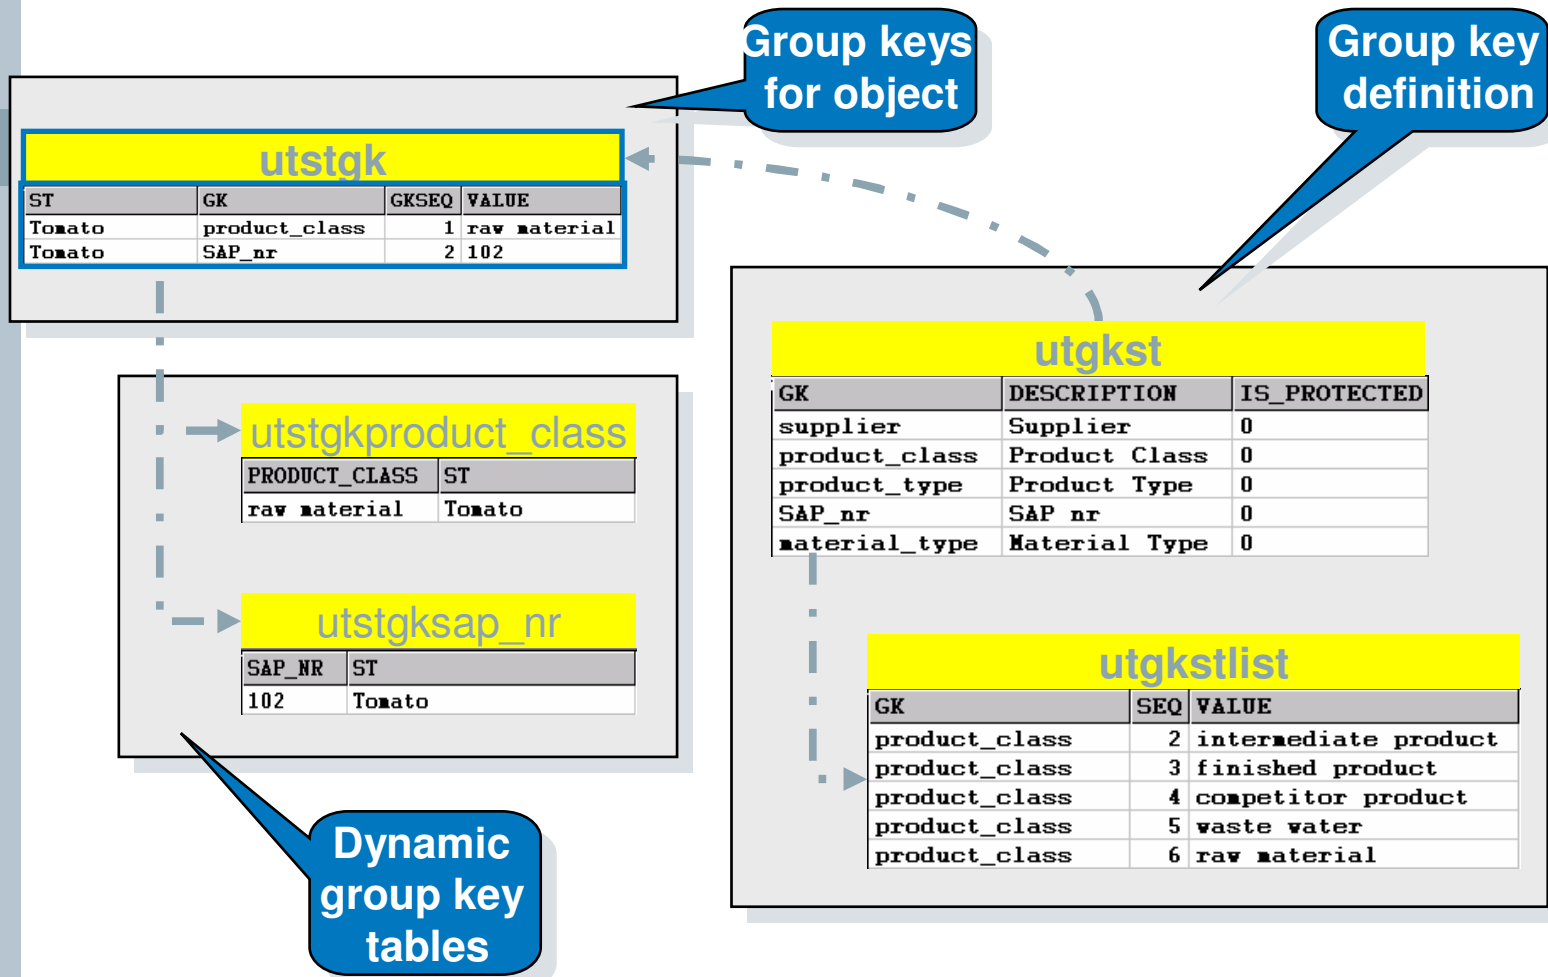 Group keys
for object
Group key
definition
utstgk
ST GK GKSEQ VALUE
Tomato product_class 1 raw material
Tomato SAP_nr 2 102
utstgkproduct_class
PRODUCT_CLASS ST
raw material Tomato
utstgksap_nr
SAP_NR ST
102 Tomato
Dynamic
group key
tables
utgkst
GK DESCRIPTION IS_PROTECTED
supplier Supplier 0
product_class Product Class 0
product_type Product Type 0
SAP_nr SAP nr 0
material_type Material Type 0
utgkstlist
GK SEQ VALUE
product_class 2 intermediate product
product_class 3 finished product
product_class 4 competitor product
product_class 5 waste water
product_class 6 raw material